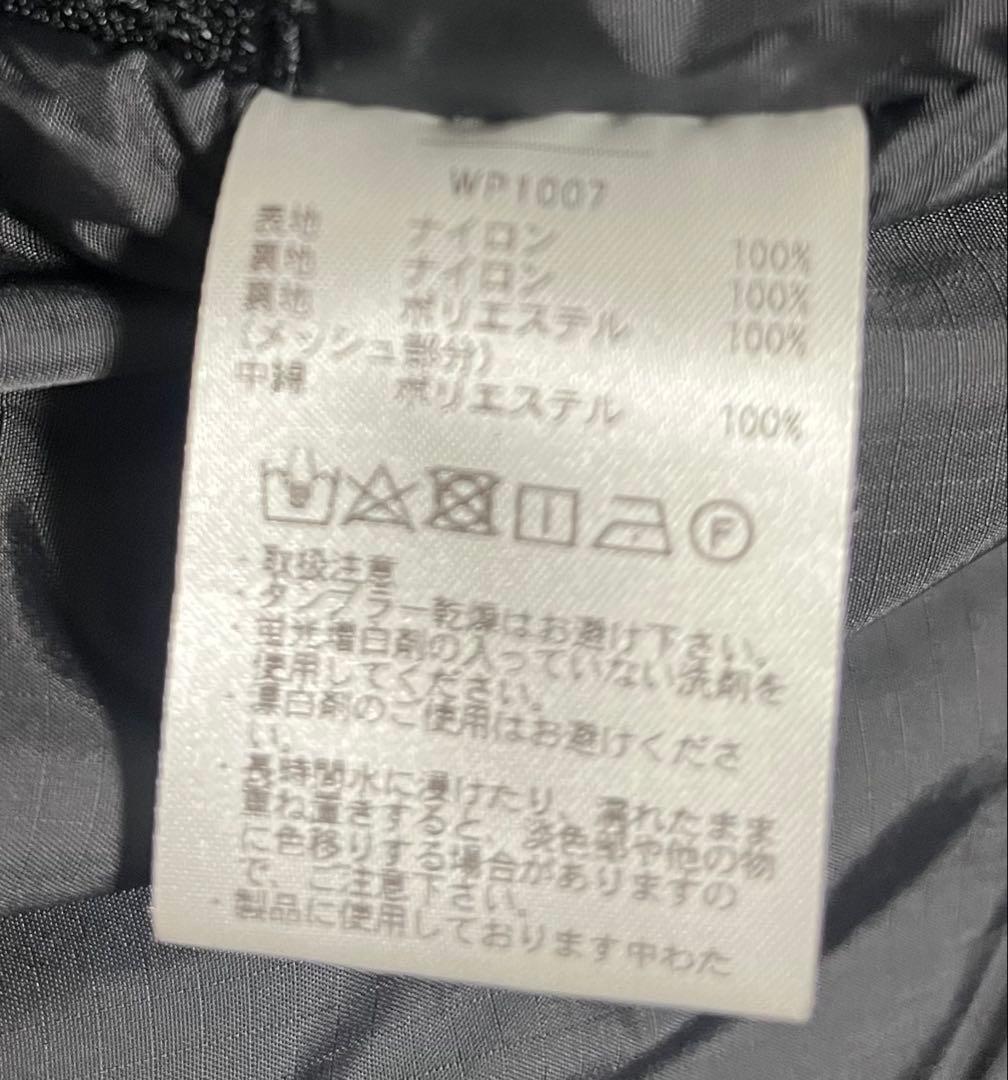 WP1007
表地 ナイロン 100%
裏地 ナイロン 100%
裏地 ポリエステル 100%
(メッシュ部分)
中綿 ポリエステル 100%
F
・取扱注意
・タンブラー乾燥はお避け下さい。
・蛍光増白剤の入っていない洗剤を
使用してください。
・漂白剤のご使用はお避けくださ
い。
・長時間水に浸けたり、濡れたまま
重ね置きすると、淡色部や他の物
に色移りする場合がありますの
で、ご注意下さい。
・製品に使用しております中わた